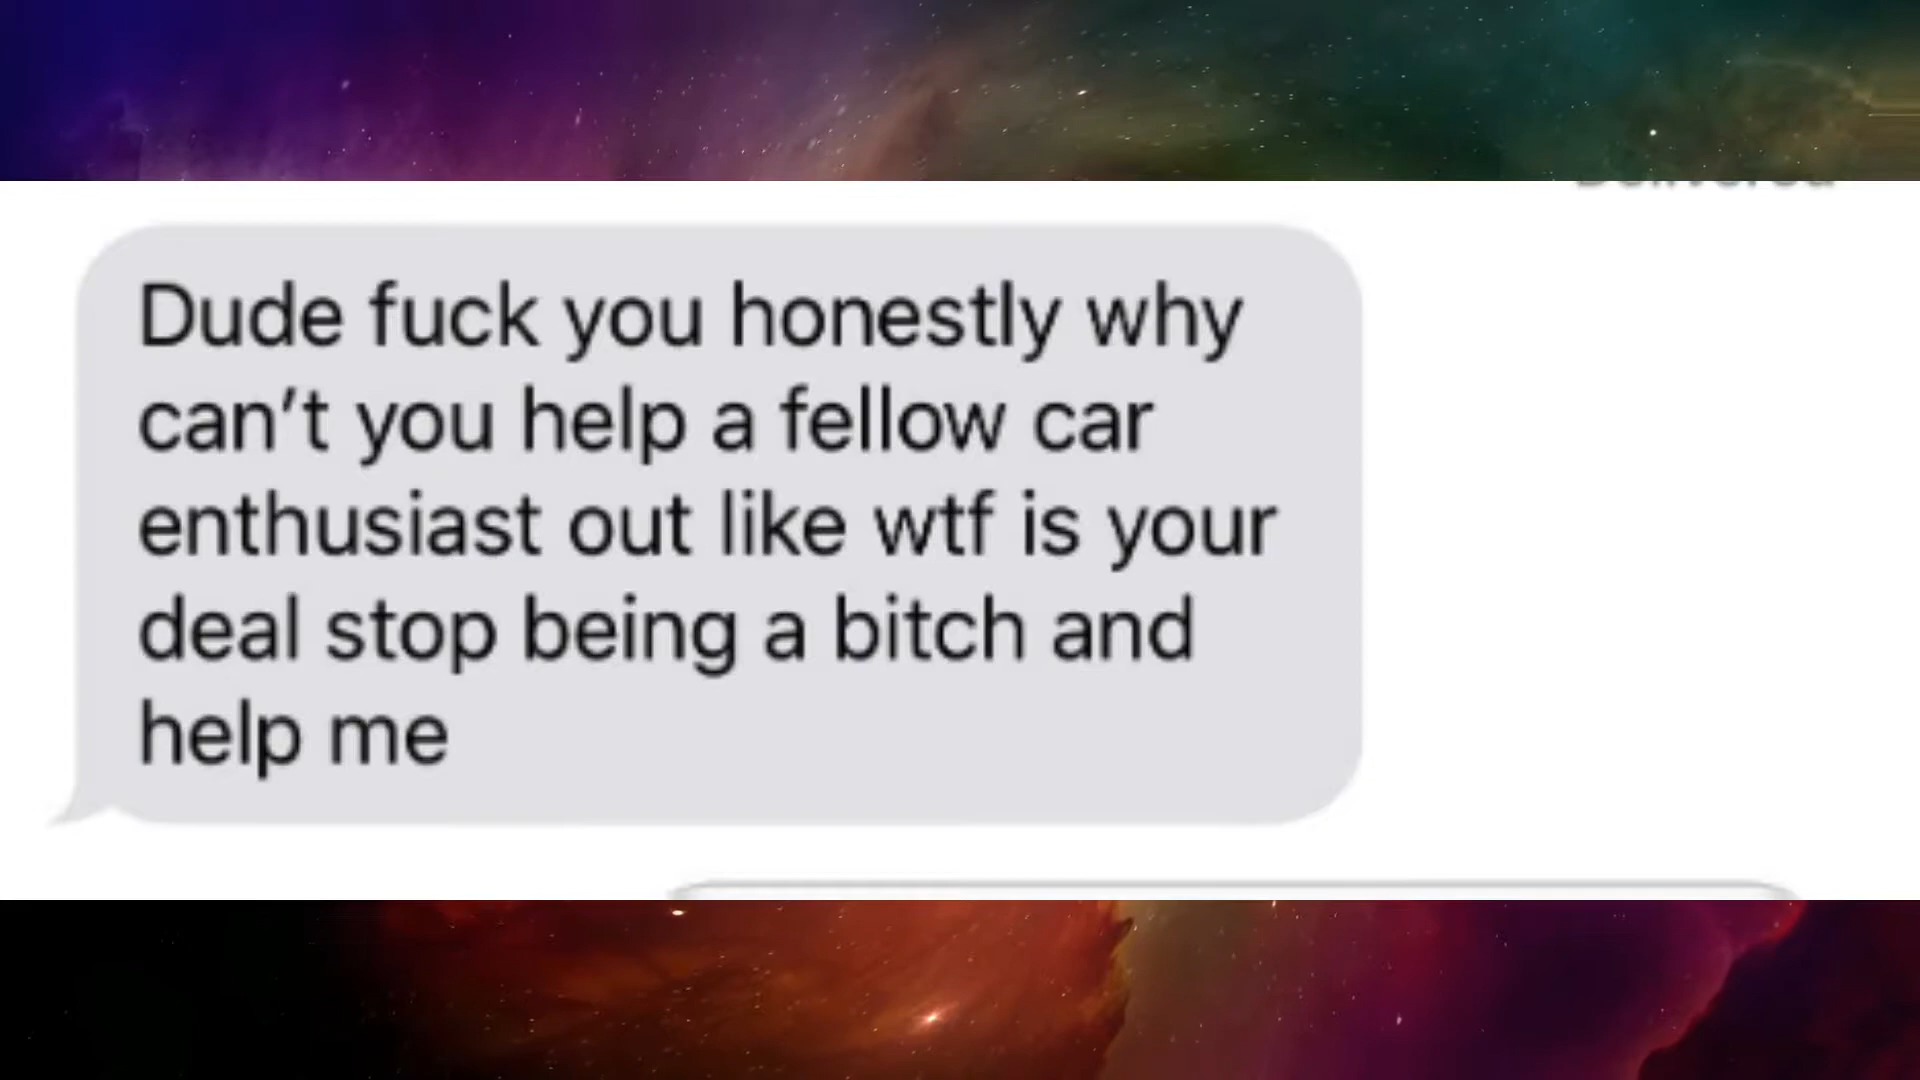 Delivered
Dude fuck you honestly why
can’t you help a fellow car
enthusiast out like wtf is your
deal stop being a bitch and
help me